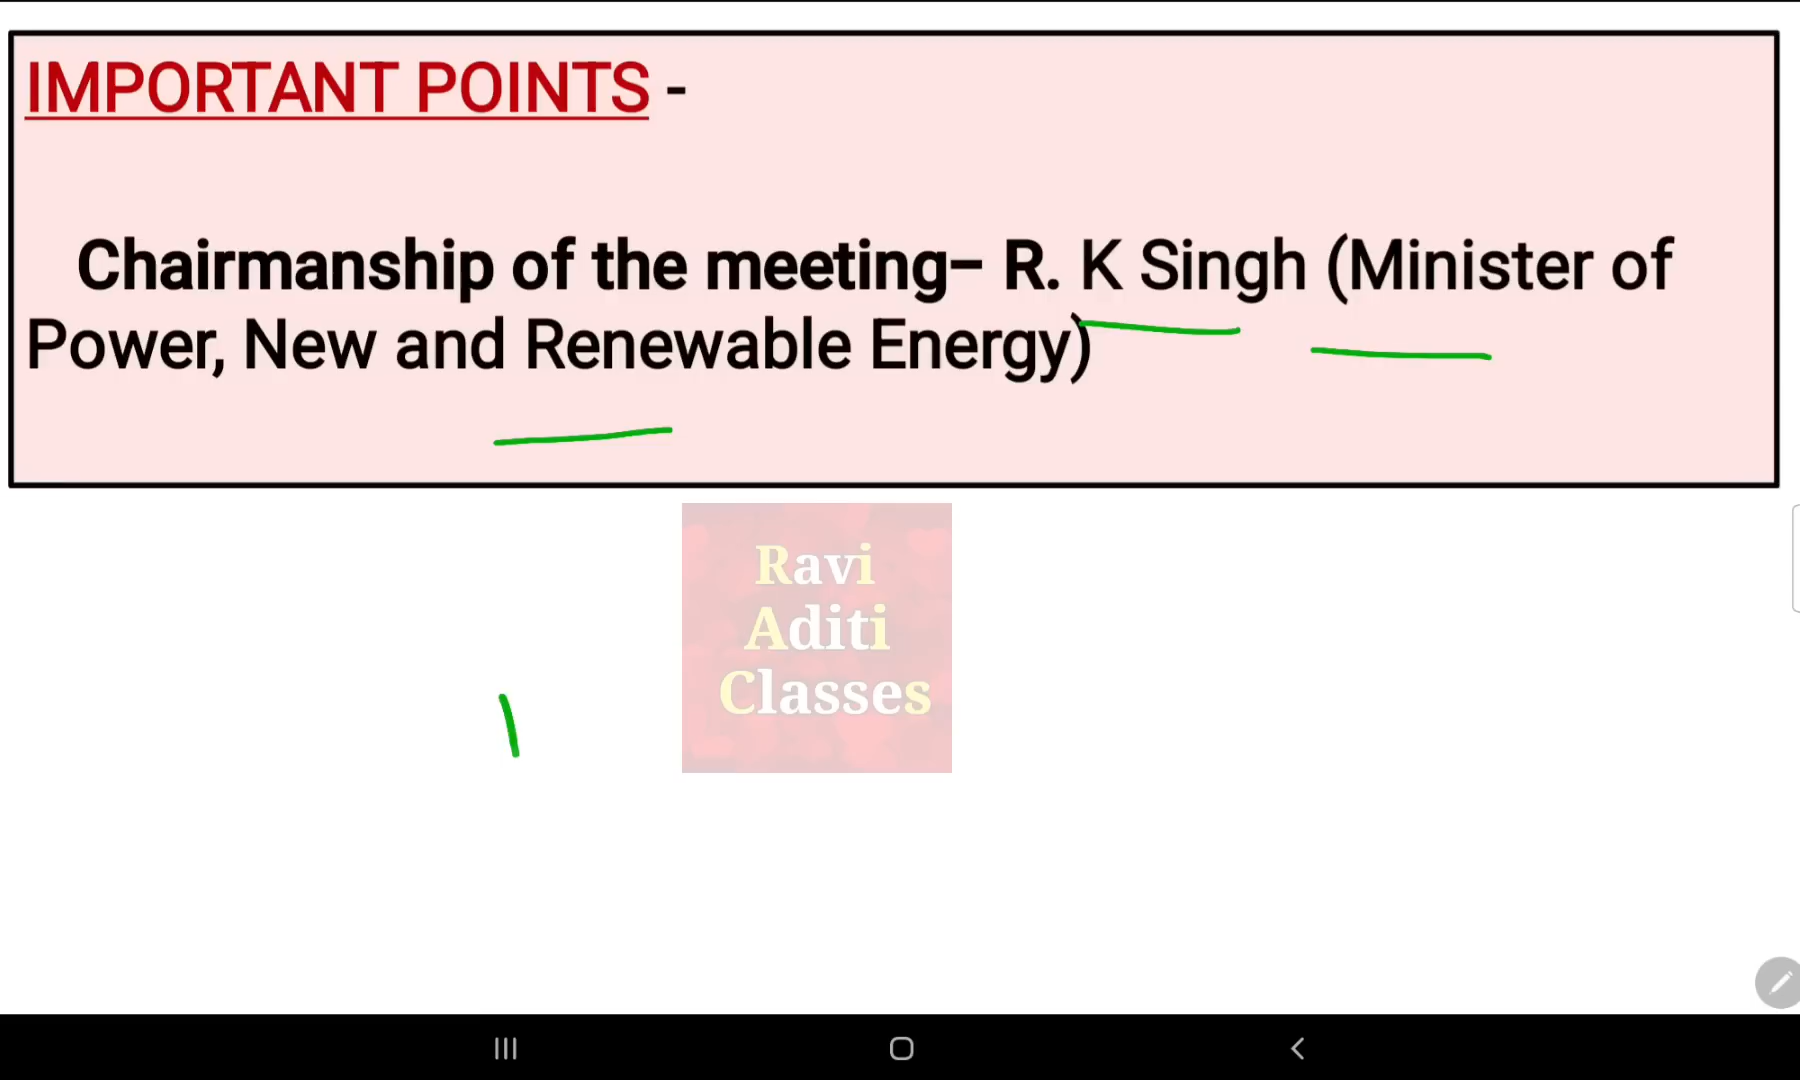 IMPORTANT POINTS -
Chairmanship of the meeting– R. K Singh (Minister of
Power, New and Renewable Energy)
Ravi
Aditi
Classes